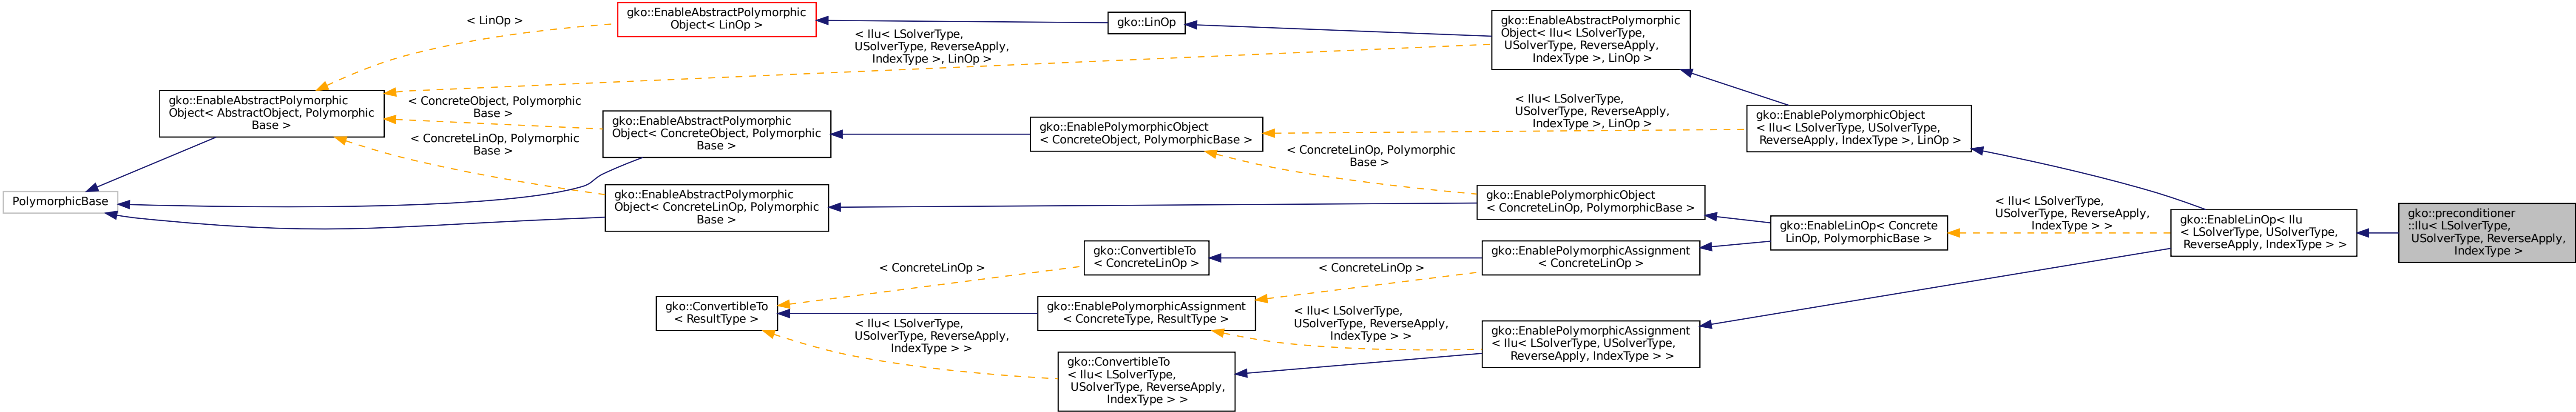 PolymorphicBase
gko::EnableAbstractPolymorphic
Object< AbstractObject, Polymorphic
Base >
< LinOp >
< ConcreteObject, Polymorphic
Base >
< ConcreteLinOp, Polymorphic
Base >
gko::EnableAbstractPolymorphic
Object< LinOp >
gko::EnableAbstractPolymorphic
Object< ConcreteObject, Polymorphic
Base >
gko::EnableAbstractPolymorphic
Object< ConcreteLinOp, Polymorphic
Base >
gko::ConvertibleTo
< ResultType >
< Ilu< LSolverType,
USolverType, ReverseApply,
IndexType >, LinOp >
< ConcreteLinOp >
< Ilu< LSolverType,
USolverType, ReverseApply,
IndexType > >
gko::LinOp
gko::EnablePolymorphicObject
< ConcreteObject, PolymorphicBase >
gko::ConvertibleTo
< ConcreteLinOp >
gko::EnablePolymorphicAssignment
< ConcreteType, ResultType >
gko::ConvertibleTo
< Ilu< LSolverType,
USolverType, ReverseApply,
IndexType > >
< Ilu< LSolverType,
USolverType, ReverseApply,
IndexType >, LinOp >
< ConcreteLinOp, Polymorphic
Base >
< ConcreteLinOp >
< Ilu< LSolverType,
USolverType, ReverseApply,
IndexType > >
gko::EnableAbstractPolymorphic
Object< Ilu< LSolverType,
USolverType, ReverseApply,
IndexType >, LinOp >
gko::EnablePolymorphicObject
< ConcreteLinOp, PolymorphicBase >
gko::EnablePolymorphicAssignment
< ConcreteLinOp >
gko::EnablePolymorphicAssignment
< Ilu< LSolverType, USolverType,
ReverseApply, IndexType > >
gko::EnablePolymorphicObject
< Ilu< LSolverType, USolverType,
ReverseApply, IndexType >, LinOp >
gko::EnableLinOp< Concrete
LinOp, PolymorphicBase >
< Ilu< LSolverType,
USolverType, ReverseApply,
IndexType > >
gko::EnableLinOp< Ilu
< LSolverType, USolverType,
ReverseApply, IndexType > >
gko::preconditioner
::Ilu< LSolverType,
USolverType, ReverseApply,
IndexType >